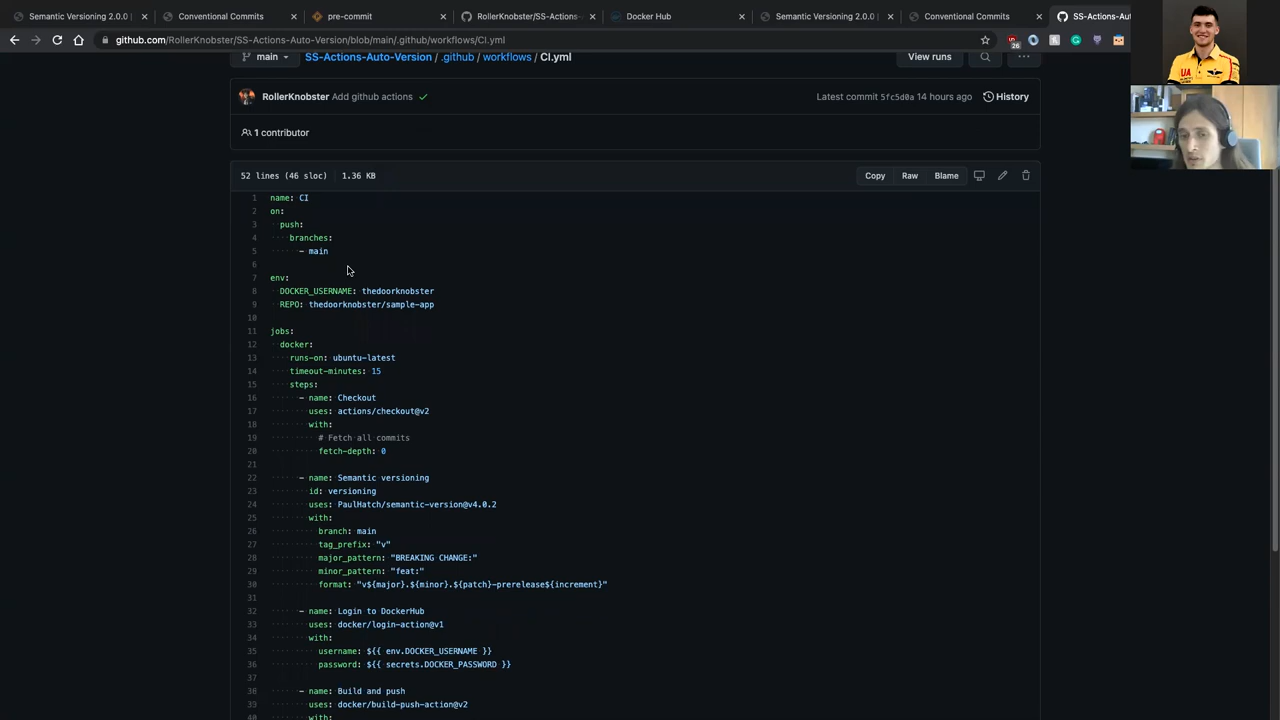 Semantic Versioning 2.0.0
Conventional Commits
pre-commit
RollerKnobster/SS-Actions-
Docker Hub
Semantic Versioning 2.0.0
Conventional Commits
SS-Actions-Aut
github.com/RollerKnobster/SS-Actions-Auto-Version/blob/main/.github/workflows/CI.yml
26
main
SS-Actions-Auto-Version / .github / workflows / CI.yml
View runs
RollerKnobster Add github actions
Latest commit 5fc5d0a 14 hours ago
History
1 contributor
52 lines (46 sloc) 1.36 KB
Copy
Raw
Blame
1 name: CI
2 on:
3 push:
4 branches:
5 - main
6
7 env:
8 DOCKER_USERNAME: thedoorknobster
9 REPO: thedoorknobster/sample-app
10
11 jobs:
12 docker:
13 runs-on: ubuntu-latest
14 timeout-minutes: 15
15 steps:
16 - name: Checkout
17 uses: actions/checkout@v2
18 with:
19 # Fetch all commits
20 fetch-depth: 0
21
22 - name: Semantic versioning
23 id: versioning
24 uses: PaulHatch/semantic-version@v4.0.2
25 with:
26 branch: main
27 tag_prefix: "v"
28 major_pattern: "BREAKING CHANGE:"
29 minor_pattern: "feat:"
30 format: "v${major}.${minor}.${patch}-prerelease${increment}"
31
32 - name: Login to DockerHub
33 uses: docker/login-action@v1
34 with:
35 username: ${{ env.DOCKER_USERNAME }}
36 password: ${{ secrets.DOCKER_PASSWORD }}
37
38 - name: Build and push
39 uses: docker/build-push-action@v2
40 with:
UA